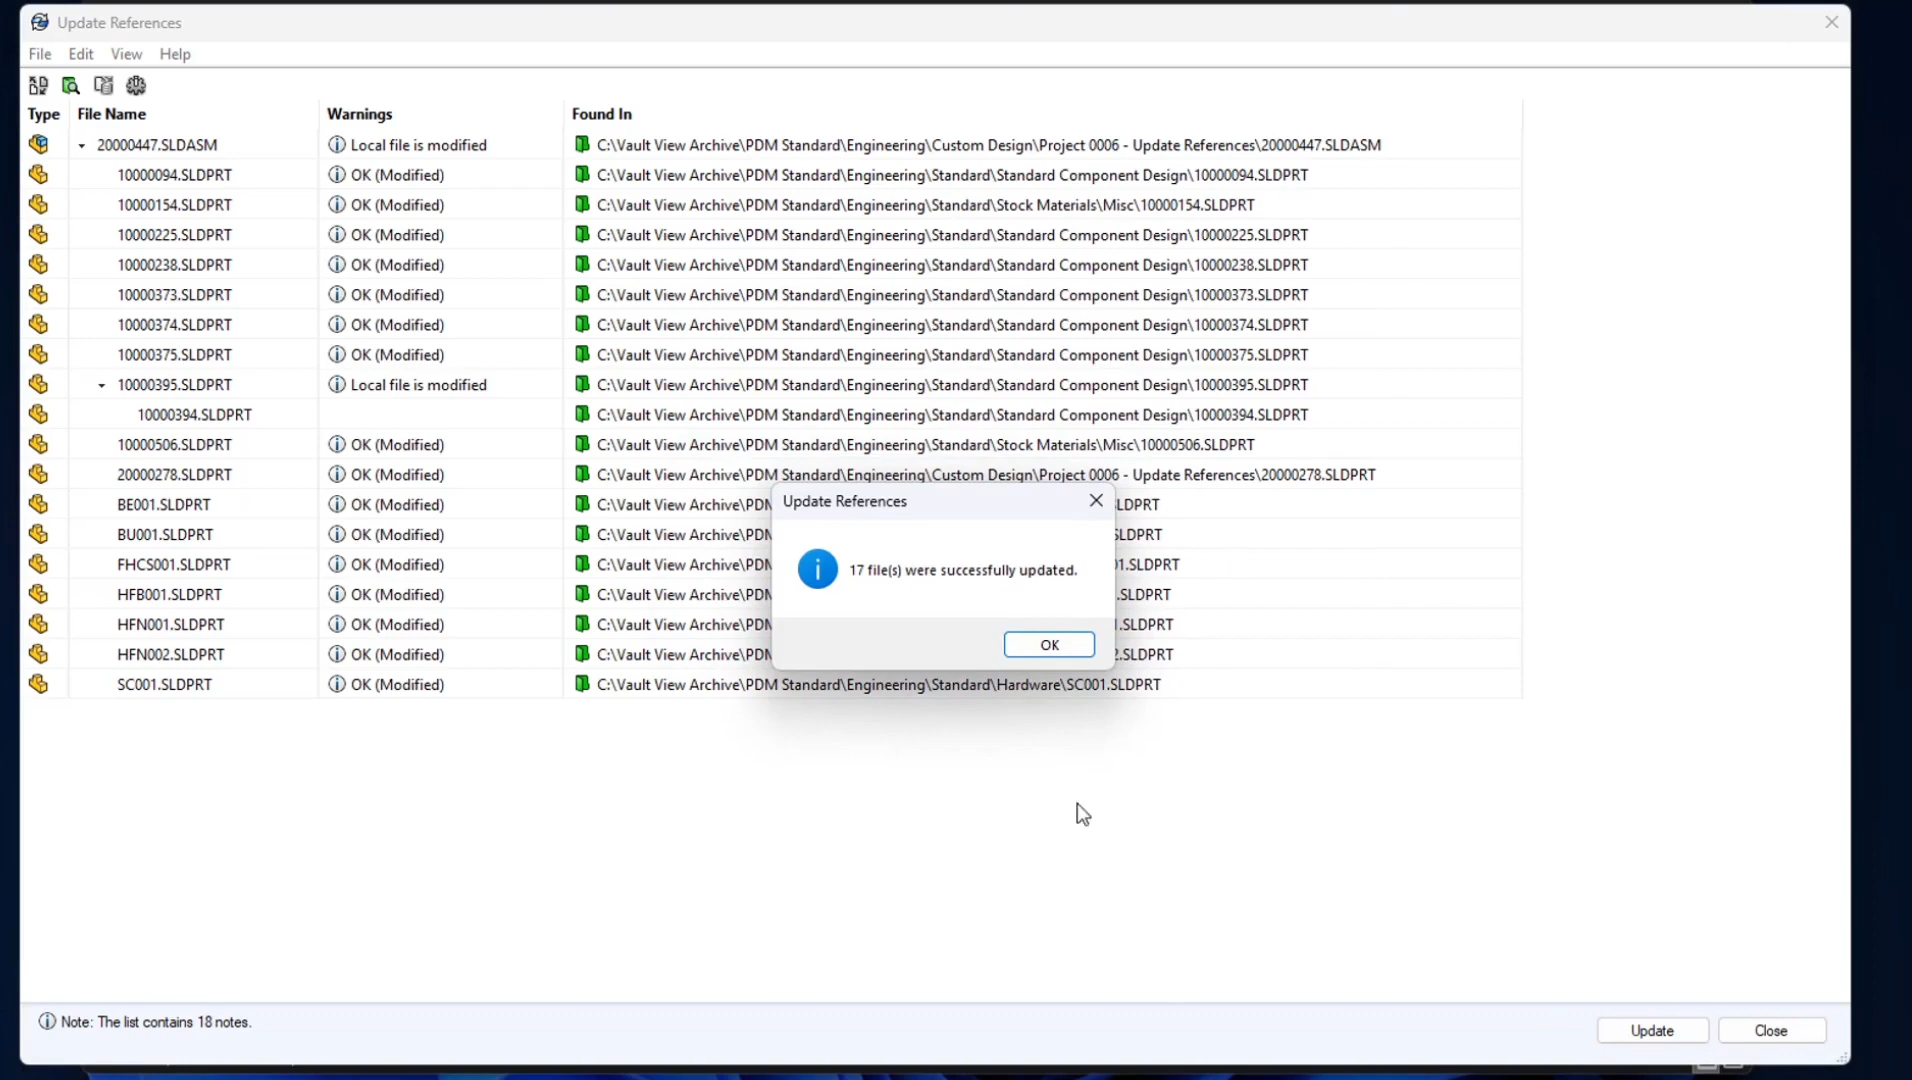 Update References
File Edit View Help
Type File Name Warnings Found In
20000447.SLDASM Local file is modified C:\Vault View Archive\PDM Standard\Engineering\Custom Design\Project 0006 - Update References\20000447.SLDASM
10000094.SLDPRT OK (Modified) C:\Vault View Archive\PDM Standard\Engineering\Standard\Standard Component Design\10000094.SLDPRT
10000154.SLDPRT OK (Modified) C:\Vault View Archive\PDM Standard\Engineering\Standard\Stock Materials\Misc\10000154.SLDPRT
10000225.SLDPRT OK (Modified) C:\Vault View Archive\PDM Standard\Engineering\Standard\Standard Component Design\10000225.SLDPRT
10000238.SLDPRT OK (Modified) C:\Vault View Archive\PDM Standard\Engineering\Standard\Standard Component Design\10000238.SLDPRT
10000373.SLDPRT OK (Modified) C:\Vault View Archive\PDM Standard\Engineering\Standard\Standard Component Design\10000373.SLDPRT
10000374.SLDPRT OK (Modified) C:\Vault View Archive\PDM Standard\Engineering\Standard\Standard Component Design\10000374.SLDPRT
10000375.SLDPRT OK (Modified) C:\Vault View Archive\PDM Standard\Engineering\Standard\Standard Component Design\10000375.SLDPRT
10000395.SLDPRT Local file is modified C:\Vault View Archive\PDM Standard\Engineering\Standard\Standard Component Design\10000395.SLDPRT
10000394.SLDPRT C:\Vault View Archive\PDM Standard\Engineering\Standard\Standard Component Design\10000394.SLDPRT
10000506.SLDPRT OK (Modified) C:\Vault View Archive\PDM Standard\Engineering\Standard\Stock Materials\Misc\10000506.SLDPRT
20000278.SLDPRT OK (Modified) C:\Vault View Archive\PDM Standard\Engineering\Custom Design\Project 0006 - Update References\20000278.SLDPRT
BE001.SLDPRT OK (Modified) C:\Vault View Archive\PDM SLDPRT
BU001.SLDPRT OK (Modified) C:\Vault View Archive\PDM SLDPRT
FHCS001.SLDPRT OK (Modified) C:\Vault View Archive\PDM 01.SLDPRT
HFB001.SLDPRT OK (Modified) C:\Vault View Archive\PDM .SLDPRT
HFN001.SLDPRT OK (Modified) C:\Vault View Archive\PDM 1.SLDPRT
HFN002.SLDPRT OK (Modified) C:\Vault View Archive\PDM 2.SLDPRT
SC001.SLDPRT OK (Modified) C:\Vault View Archive\PDM Standard\Engineering\Standard\Hardware\SC001.SLDPRT
Update References
17 file(s) were successfully updated.
OK
Note: The list contains 18 notes.
Update Close